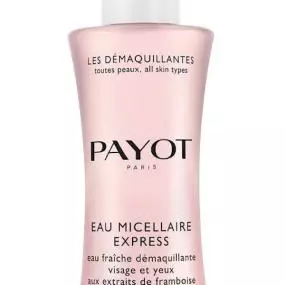 LES DÉMAQUILLANTES
toutes peaux, all skin types
PAYOT
PARIS
EAU MICELLAIRE
EXPRESS
eau fraîche démaquillante
visage et yeux
aux extraits de framboise